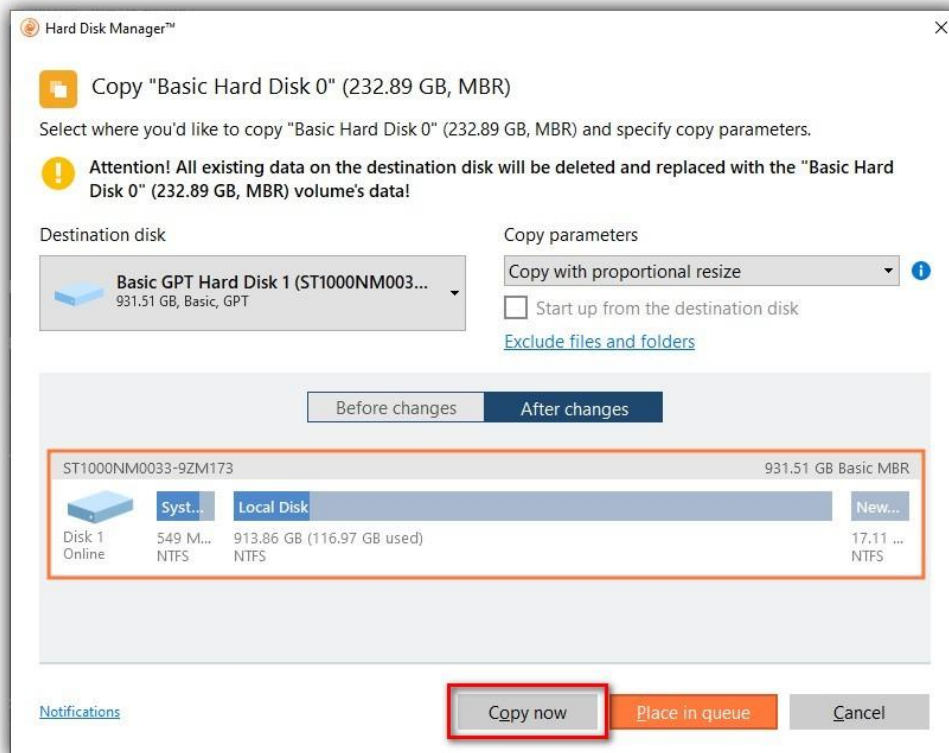 Hard Disk Manager™
Copy "Basic Hard Disk 0" (232.89 GB, MBR)
Select where you'd like to copy "Basic Hard Disk 0" (232.89 GB, MBR) and specify copy parameters.
Attention! All existing data on the destination disk will be deleted and replaced with the "Basic Hard
Disk 0" (232.89 GB, MBR) volume's data!
Destination disk
Basic GPT Hard Disk 1 (ST1000NM003...
931.51 GB, Basic, GPT
Copy parameters
Copy with proportional resize
Start up from the destination disk
Exclude files and folders
Before changes
After changes
ST1000NM0033-9ZM173
931.51 GB Basic MBR
Disk 1
Online
Syst...
549 M...
NTFS
Local Disk
913.86 GB (116.97 GB used)
NTFS
New...
17.11 ...
NTFS
Notifications
Copy now
Place in queue
Cancel